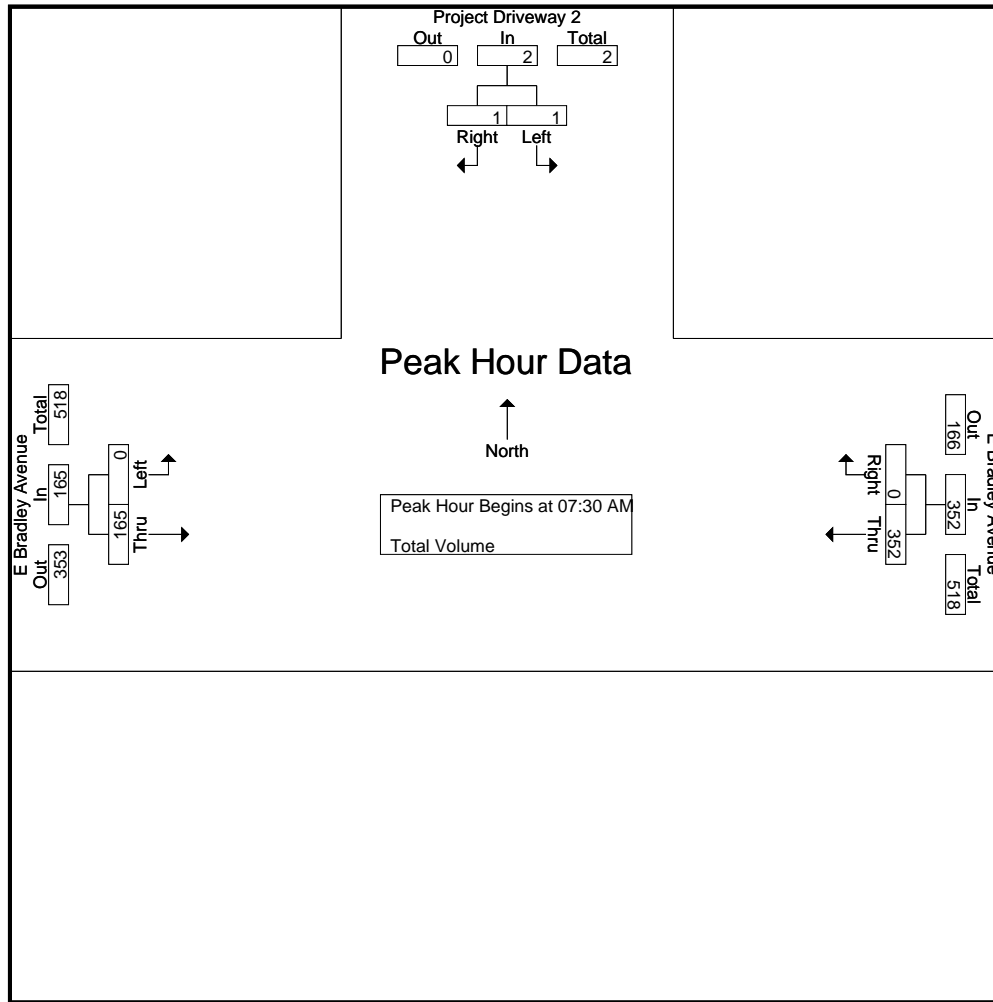 Project Driveway 2
Out In Total
0 2 2
1 1
Right Left
Peak Hour Data
North
Peak Hour Begins at 07:30 AM
Total Volume
E Bradley Avenue
Out In Total
353 165 518
Left Thru
0 165
E Bradley Avenue
Out In Total
166 352 518
Right Thru
0 352